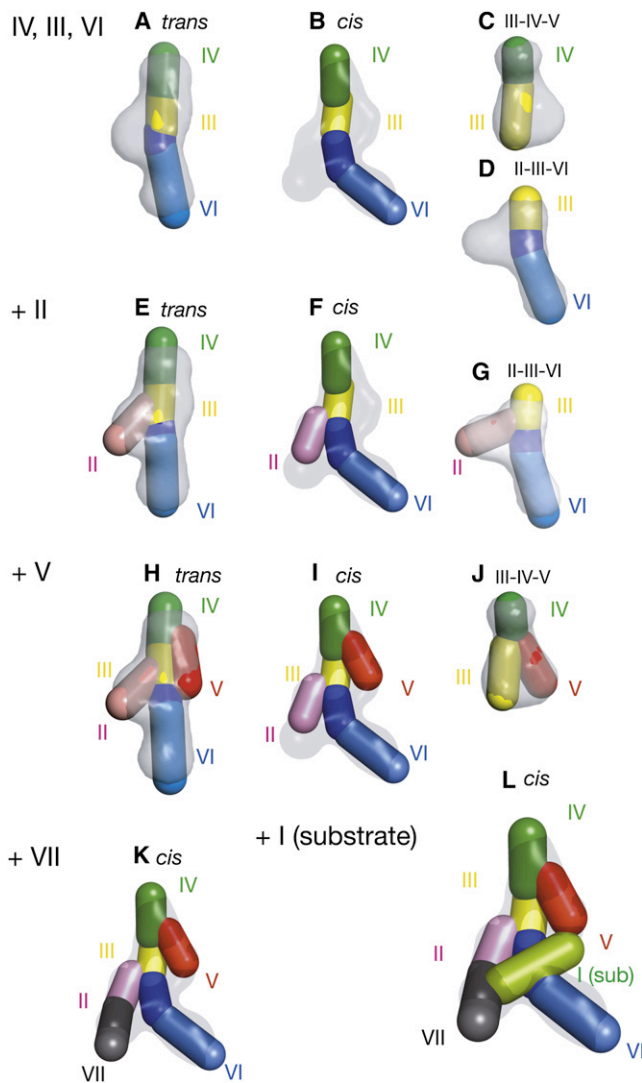 IV, III, VI
A trans
B cis
C III-IV-V
IV
IV
III
III
III
VI
VI
D II-III-VI
III
VI
+ II
E trans
F cis
G II-III-VI
IV
IV
III
III
III
II
II
II
VI
VI
VI
+ V
H trans
I cis
J III-IV-V
IV
IV
IV
III
III
III
V
V
V
II
II
VI
VI
+ VII
K cis
+ I (substrate)
L cis
IV
IV
III
III
V
V
II
II
I (sub)
VII
VII
VI
VI